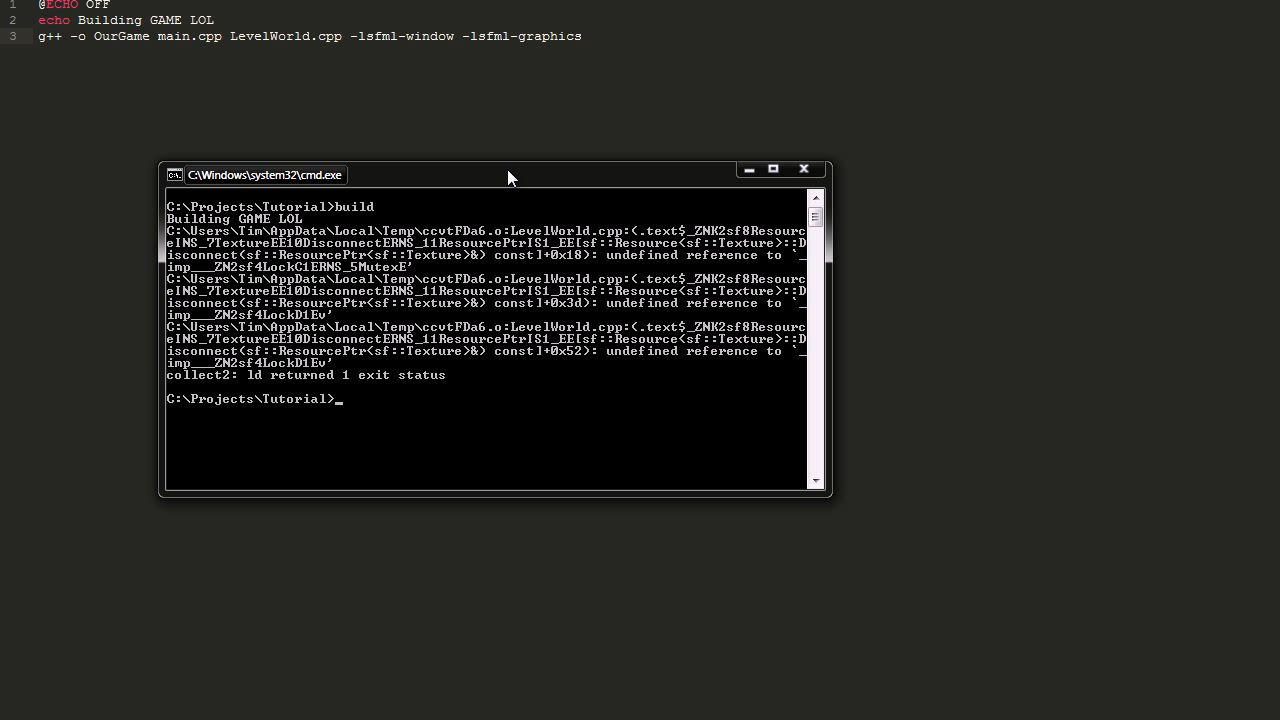 1 @ECHO OFF
2 echo Building GAME LOL
3 g++ -o OurGame main.cpp LevelWorld.cpp -lsfml-window -lsfml-graphics
C:\Windows\system32\cmd.exe
C:\Projects\Tutorial>build
Building GAME LOL
C:\Users\Tim\AppData\Local\Temp\ccvtFDa6.o:LevelWorld.cpp:(.text$_ZNK2sf8Resourc
eINS_7TextureEE10DisconnectERNS_11ResourcePtrIS1_EE[sf::Resource<sf::Texture>::D
isconnect(sf::ResourcePtr<sf::Texture>&) const]+0x18): undefined reference to `_
imp___ZN2sf4LockC1ERNS_5MutexE'
C:\Users\Tim\AppData\Local\Temp\ccvtFDa6.o:LevelWorld.cpp:(.text$_ZNK2sf8Resourc
eINS_7TextureEE10DisconnectERNS_11ResourcePtrIS1_EE[sf::Resource<sf::Texture>::D
isconnect(sf::ResourcePtr<sf::Texture>&) const]+0x3d): undefined reference to `_
imp___ZN2sf4LockD1Ev'
C:\Users\Tim\AppData\Local\Temp\ccvtFDa6.o:LevelWorld.cpp:(.text$_ZNK2sf8Resourc
eINS_7TextureEE10DisconnectERNS_11ResourcePtrIS1_EE[sf::Resource<sf::Texture>::D
isconnect(sf::ResourcePtr<sf::Texture>&) const]+0x52): undefined reference to `_
imp___ZN2sf4LockD1Ev'
collect2: ld returned 1 exit status
C:\Projects\Tutorial>_